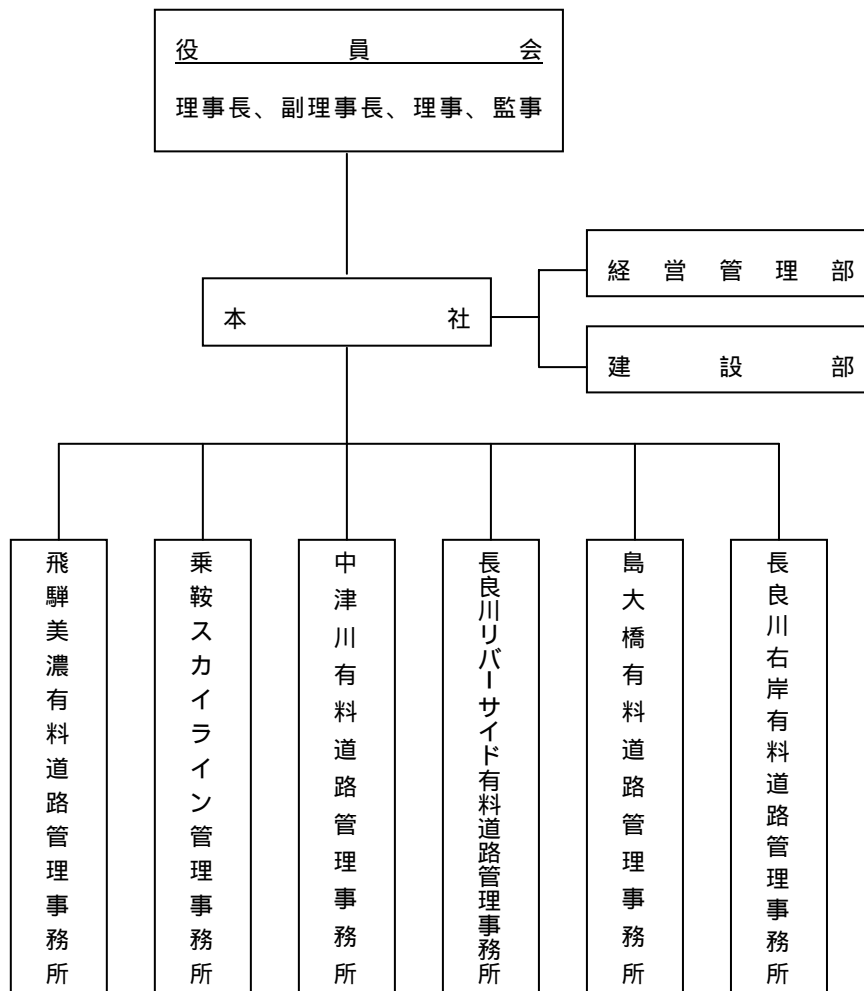 役員会
理事長、副理事長、理事、監事
経営管理部
本社
建設部
飛騨美濃有料道路管理事務所
乗鞍スカイライン管理事務所
中津川有料道路管理事務所
長良川リバーサイド有料道路管理事務所
島大橋有料道路管理事務所
長良川右岸有料道路管理事務所